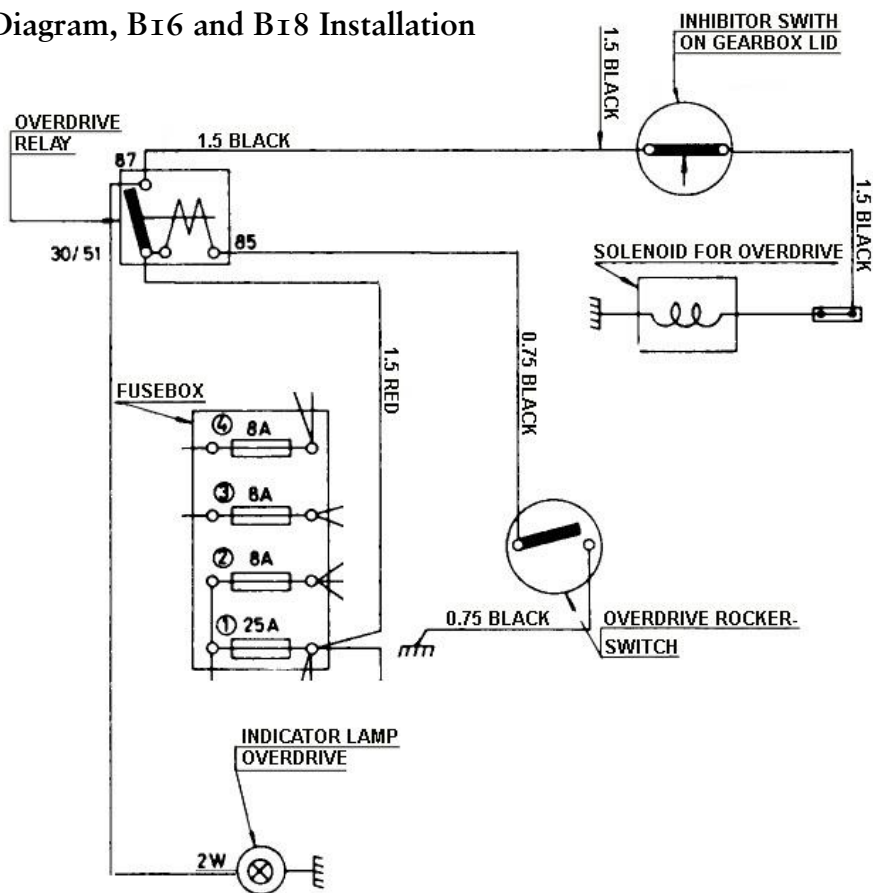 Diagram, B16 and B18 Installation
INHIBITOR SWITH
ON GEARBOX LID
1.5 BLACK
OVERDRIVE
RELAY
87
1.5 BLACK
1.5 BLACK
30/51
85
SOLENOID FOR OVERDRIVE
1.5 RED
0.75 BLACK
FUSEBOX
④ 8A
③ 8A
② 8A
① 25A
0.75 BLACK
OVERDRIVE ROCKER-
SWITCH
INDICATOR LAMP
OVERDRIVE
2W